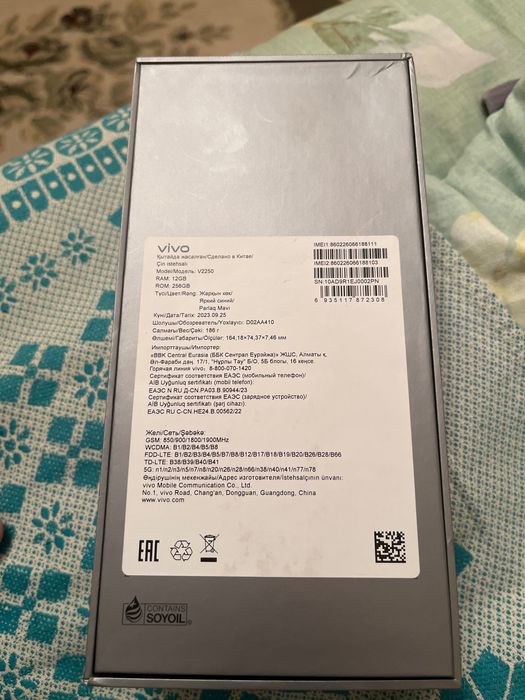 vivo
Қытайда жасалған/Сделано в Китае/
Çin istehsalı
Model/Модель: V2250
RAM: 12GB
ROM: 256GB
Түсі/Цвет/Rəng: Жарқын көк/
Яркий синий/
Parlaq Mavi
Күні/Дата/Tarix: 2023.09.25
Шолушы/Обозреватель/Yoxlayıcı: D02AA410
Салмағы/Вес/Çəki: 186 г
Өлшемі/Габариты/Ölçülər: 164,18×74,37×7,46 мм
Импорттаушы/Импортер:
«BBK Central Eurasia (ББК Сентрал Еуразйка)» ЖШС, Алматы қ,
Әл-Фараби даң. 17/1. "Нұрлы Тау" Б/О, 5Б блогы, 16 кеңсе.
Горячая линия vivo: 8-800-070-1420
Сертификат соответствия ЕАЭС (мобильный телефон)/
AİB Uyğunluq sertifikatı (mobil telefon):
ЕАЭС N RU Д-CN.РА03.В.90944/23
Сертификат соответствия ЕАЭС (зарядное устройство)/
AİB Uyğunluq sertifikatı (şarj cihazı):
ЕАЭС RU C-CN.НЕ24.В.00562/22
IMEI1:860226066188111
IMEI2:860226066188103
SN:10AD9R1EJ0002PN
6 935117 872308
Желі/Сеть/Şəbəkə:
GSM: 850/900/1800/1900MHz
WCDMA: B1/B2/B4/B5/B8
FDD-LTE: B1/B2/B3/B4/B5/B7/B8/B12/B17/B18/B19/B20/B26/B28/B66
TD-LTE: B38/B39/B40/B41
5G: n1/n2/n3/n5/n7/n8/n20/n26/n28/n66/n38/n40/n41/n77/n78
Өндірушінің мекенжайы/Адрес изготовителя/İstehsalçının ünvanı:
vivo Mobile Communication Co., Ltd.
No.1, vivo Road, Chang'an, Dongguan, Guangdong, China
www.vivo.com
EAC
CONTAINS
SOYOIL®